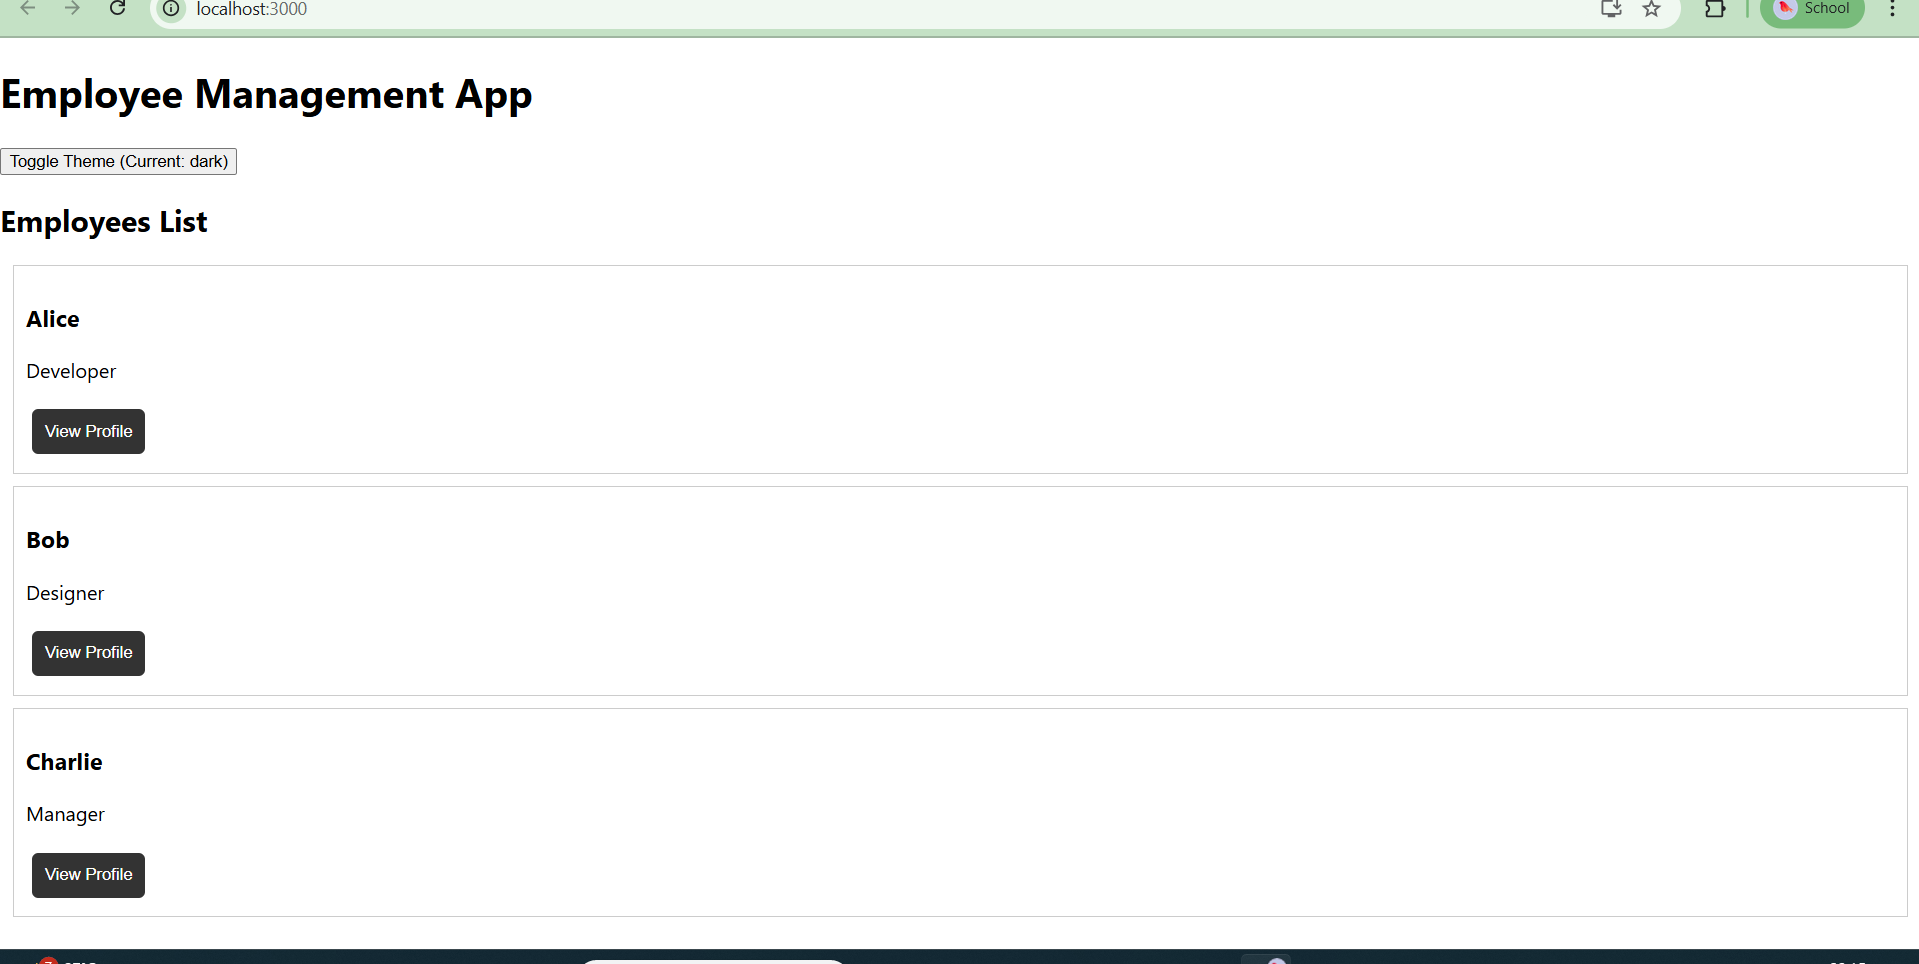 localhost:3000
School
Employee Management App
Toggle Theme (Current: dark)
Employees List
Alice
Developer
View Profile
Bob
Designer
View Profile
Charlie
Manager
View Profile